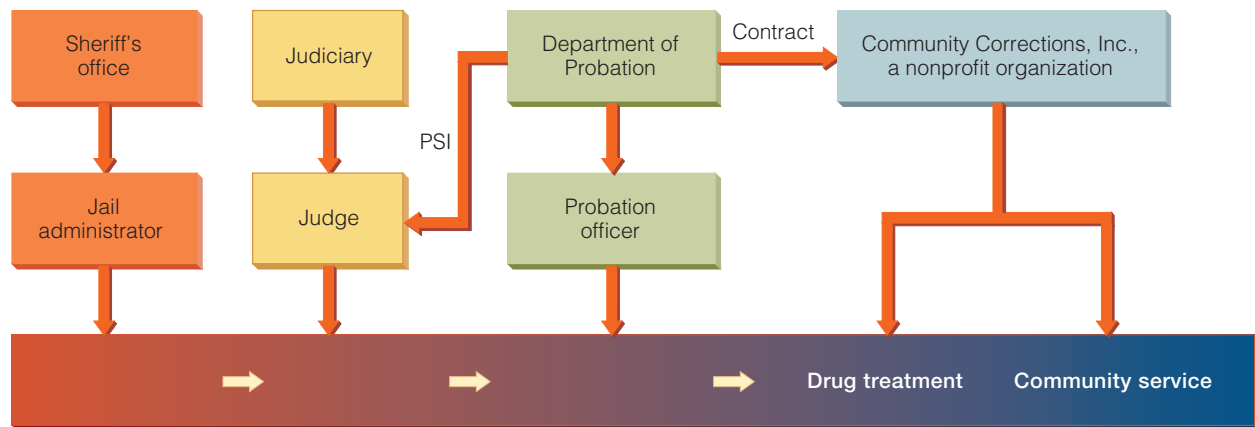 Sheriff's
office
Judiciary
Department of
Probation
Contract
Community Corrections, Inc.,
a nonprofit organization
PSI
Jail
administrator
Judge
Probation
officer
Drug treatment
Community service